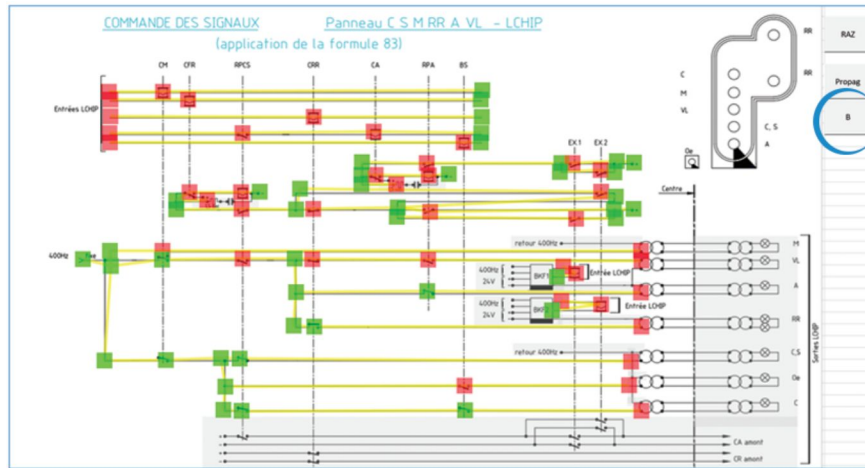 COMMANDE DES SIGNAUX
Panneau C S M RR A VL - LCHIP
(application de la formule 83)
RAZ
Propag
B
CM
CFR
RPCS
CRR
CA
RPA
BS
Entrées LCHIP
RR
RR
C
M
VL
C, S
A
Oe
EX.1
EX.2
Centre
retour 400Hz
M
VL
400Hz
400Hz
24V
BKF1
Entrée LCHIP
A
400Hz
24V
Entrée LCHIP
RR
retour 400Hz
C,S
Oe
C
Sorties LCHIP
CA amont
CR amont